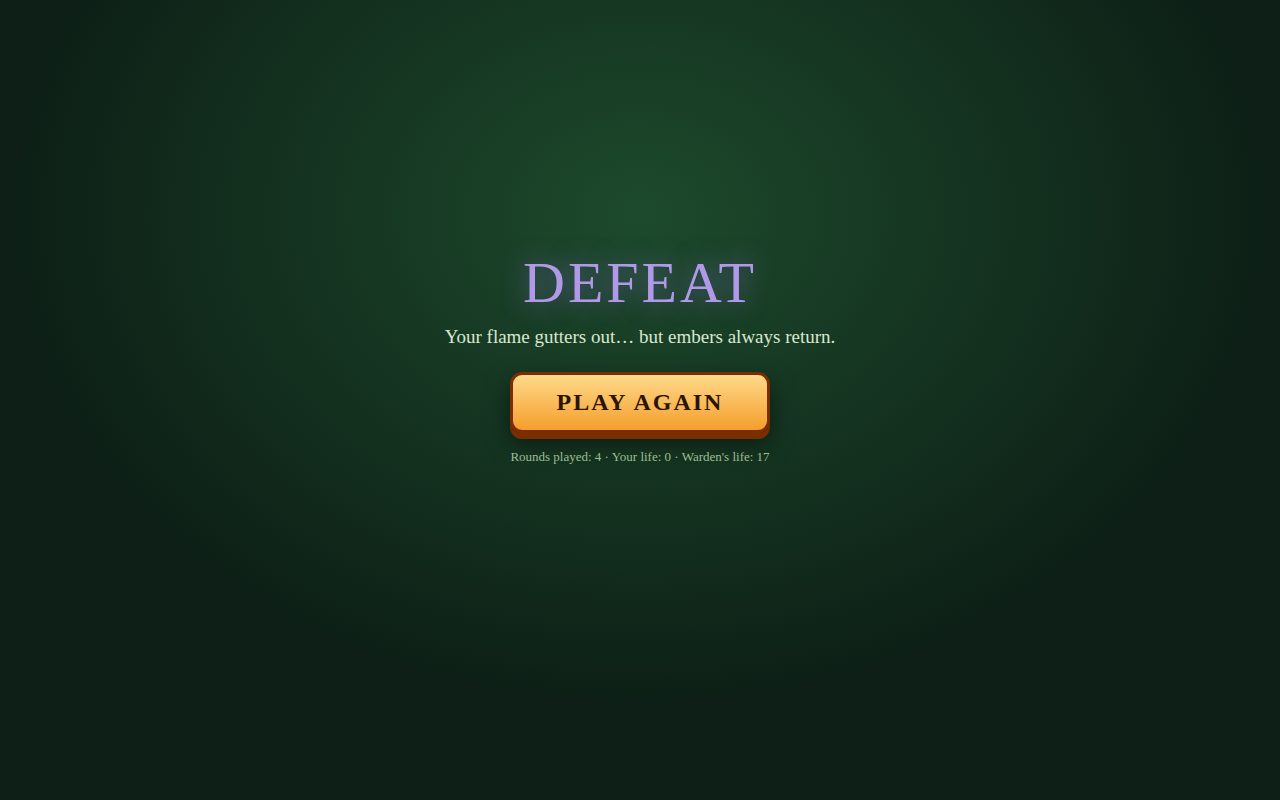 DEFEAT
Your flame gutters out… but embers always return.
PLAY AGAIN
Rounds played: 4 · Your life: 0 · Warden's life: 17